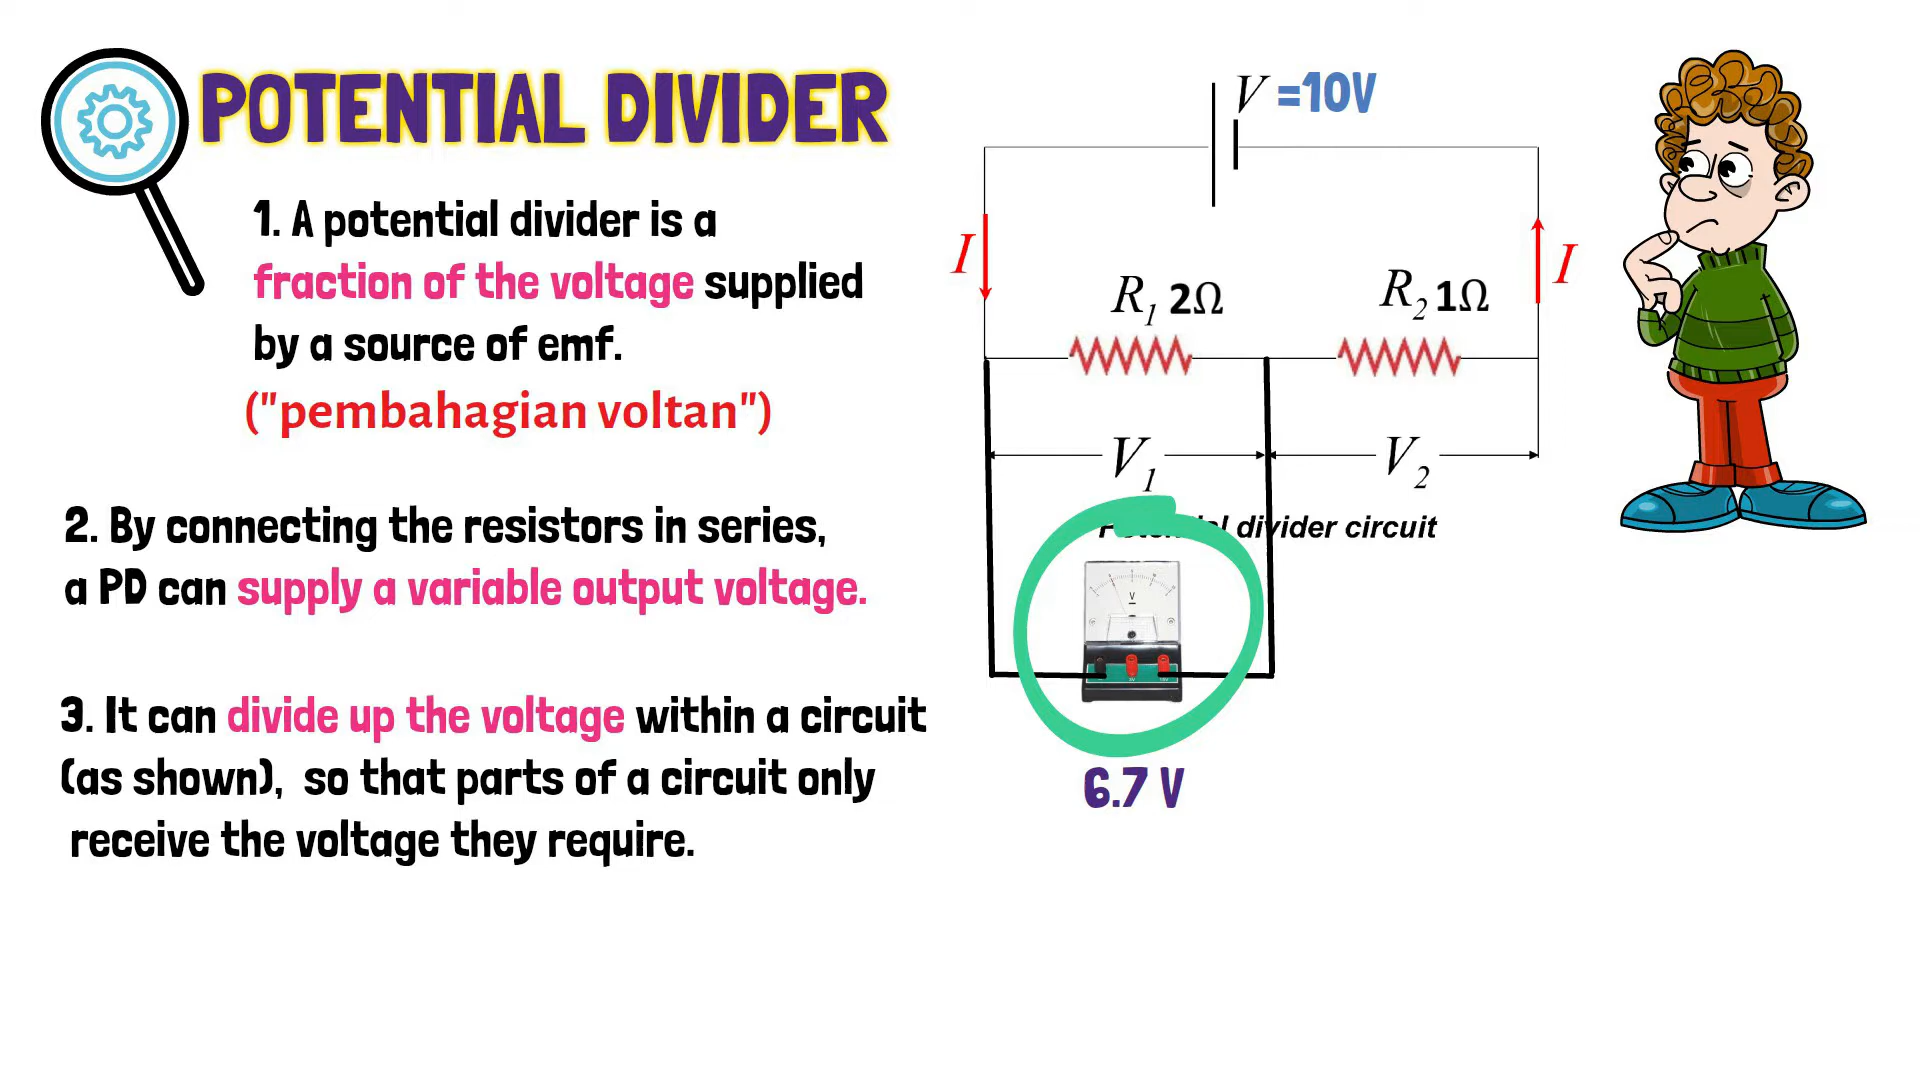 POTENTIAL DIVIDER
1. A potential divider is a
fraction of the voltage supplied
by a source of emf.
("pembahagian voltan")
2. By connecting the resistors in series,
a PD can supply a variable output voltage.
3. It can divide up the voltage within a circuit
(as shown), so that parts of a circuit only
receive the voltage they require.
V =10V
I
I
R1 2Ω
R2 1Ω
V1
V2
Potential divider circuit
V
6.7 V